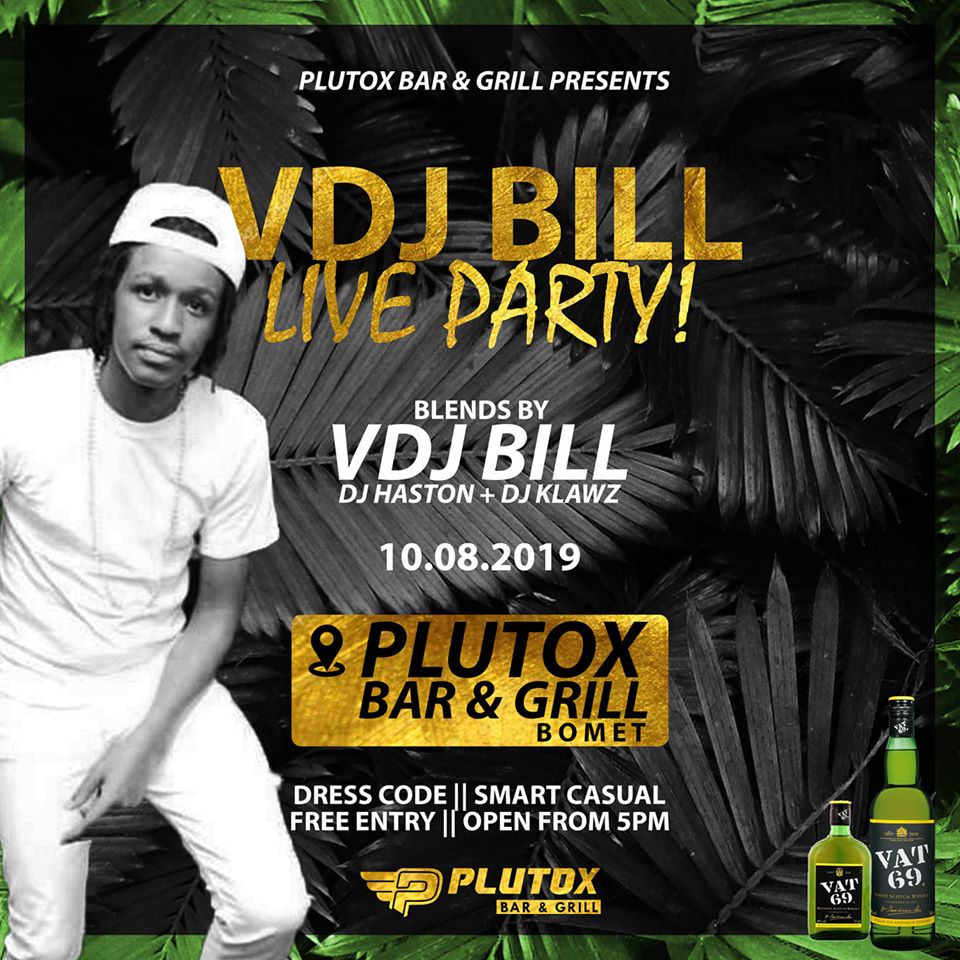 PLUTOX BAR & GRILL PRESENTS
VDJ BILL
LIVE PARTY!
BLENDS BY
VDJ BILL
DJ HASTON + DJ KLAWZ
10.08.2019
PLUTOX
BAR & GRILL
BOMET
DRESS CODE || SMART CASUAL
FREE ENTRY || OPEN FROM 5PM
P PLUTOX
BAR & GRILL
VAT
69
VAT
69